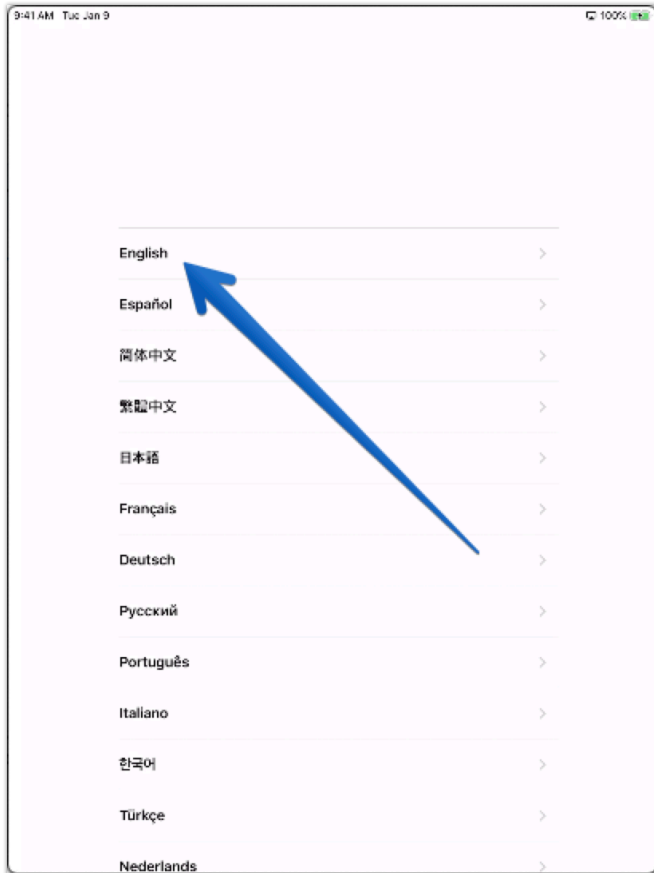 9:41 AM Tue Jan 9 100%
English
Español
简体中文
繁體中文
日本語
Français
Deutsch
Русский
Português
Italiano
한국어
Türkçe
Nederlands